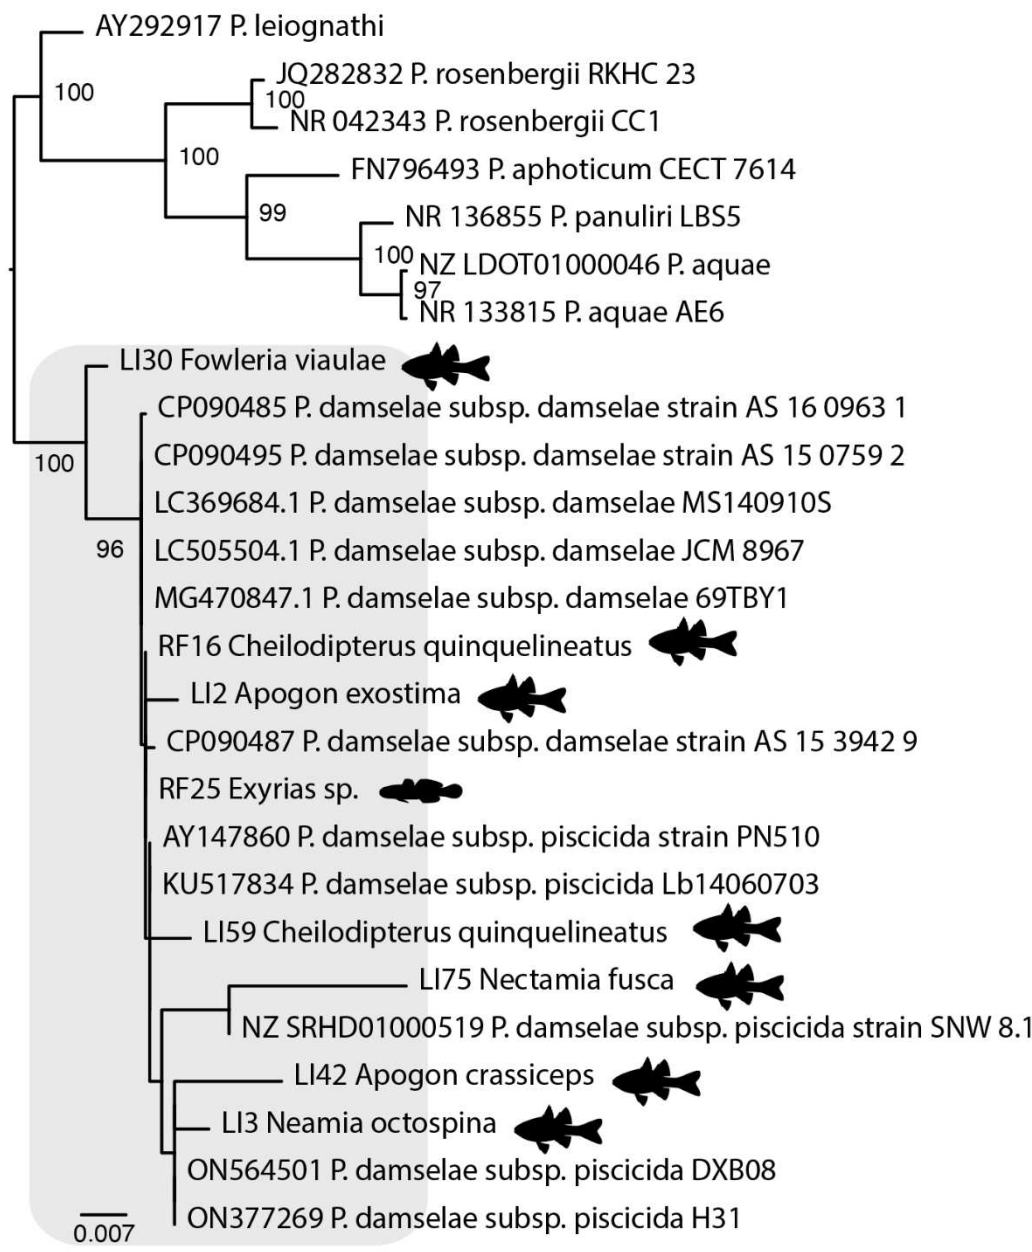 AY292917 P. leiognathi
JQ282832 P. rosenbergii RKHC 23
100
100
NR 042343 P. rosenbergii CC1
100
FN796493 P. aphoticum CECT 7614
99
NR 136855 P. panuliri LBS5
100
NZ LDOT01000046 P. aquae
97
NR 133815 P. aquae AE6
LI30 Fowleria viaulae
CP090485 P. damselae subsp. damselae strain AS 16 0963 1
100
CP090495 P. damselae subsp. damselae strain AS 15 0759 2
LC369684.1 P. damselae subsp. damselae MS140910S
96
LC505504.1 P. damselae subsp. damselae JCM 8967
MG470847.1 P. damselae subsp. damselae 69TBY1
RF16 Cheilodipterus quinquelineatus
LI2 Apogon exostima
CP090487 P. damselae subsp. damselae strain AS 15 3942 9
RF25 Exyrias sp.
AY147860 P. damselae subsp. piscicida strain PN510
KU517834 P. damselae subsp. piscicida Lb14060703
LI59 Cheilodipterus quinquelineatus
LI75 Nectamia fusca
NZ SRHD01000519 P. damselae subsp. piscicida strain SNW 8.1
LI42 Apogon crassiceps
LI3 Neamia octospina
ON564501 P. damselae subsp. piscicida DXB08
ON377269 P. damselae subsp. piscicida H31
0.007